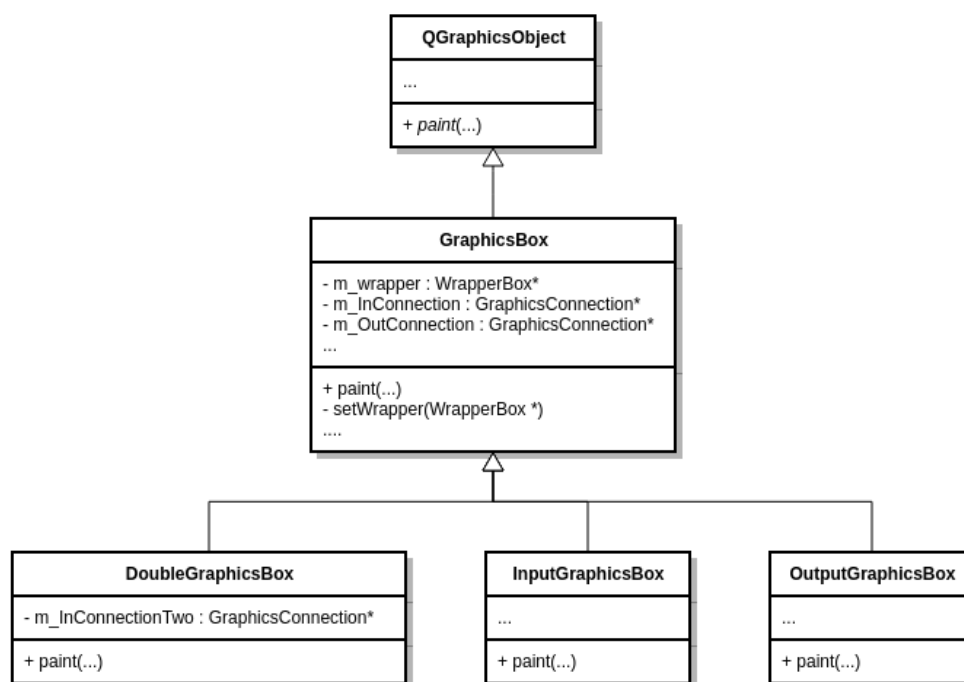 QGraphicsObject
...
+ paint(...)
GraphicsBox
- m_wrapper : WrapperBox*
- m_InConnection : GraphicsConnection*
- m_OutConnection : GraphicsConnection*
...
+ paint(...)
- setWrapper(WrapperBox *)
....
DoubleGraphicsBox
- m_InConnectionTwo : GraphicsConnection*
+ paint(...)
InputGraphicsBox
...
+ paint(...)
OutputGraphicsBox
...
+ paint(...)